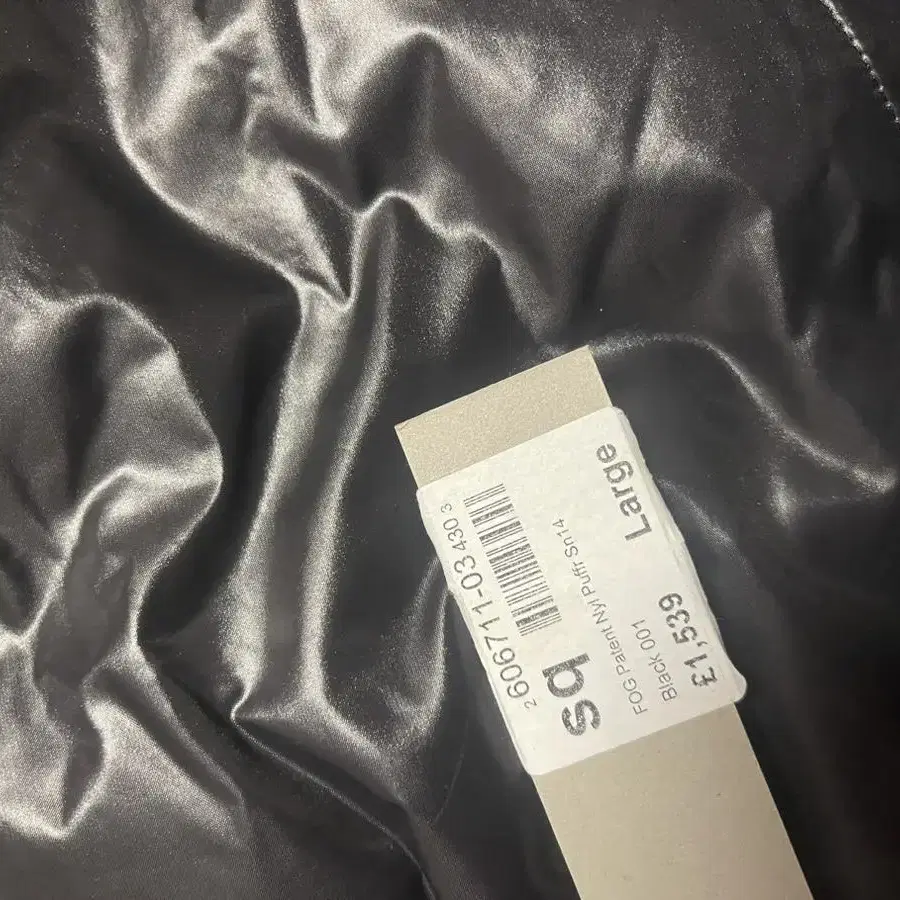 2 606711-03 430 3
sq
FOG Patent Nyl Puffr Sn14
Black 001
£1,539
Large